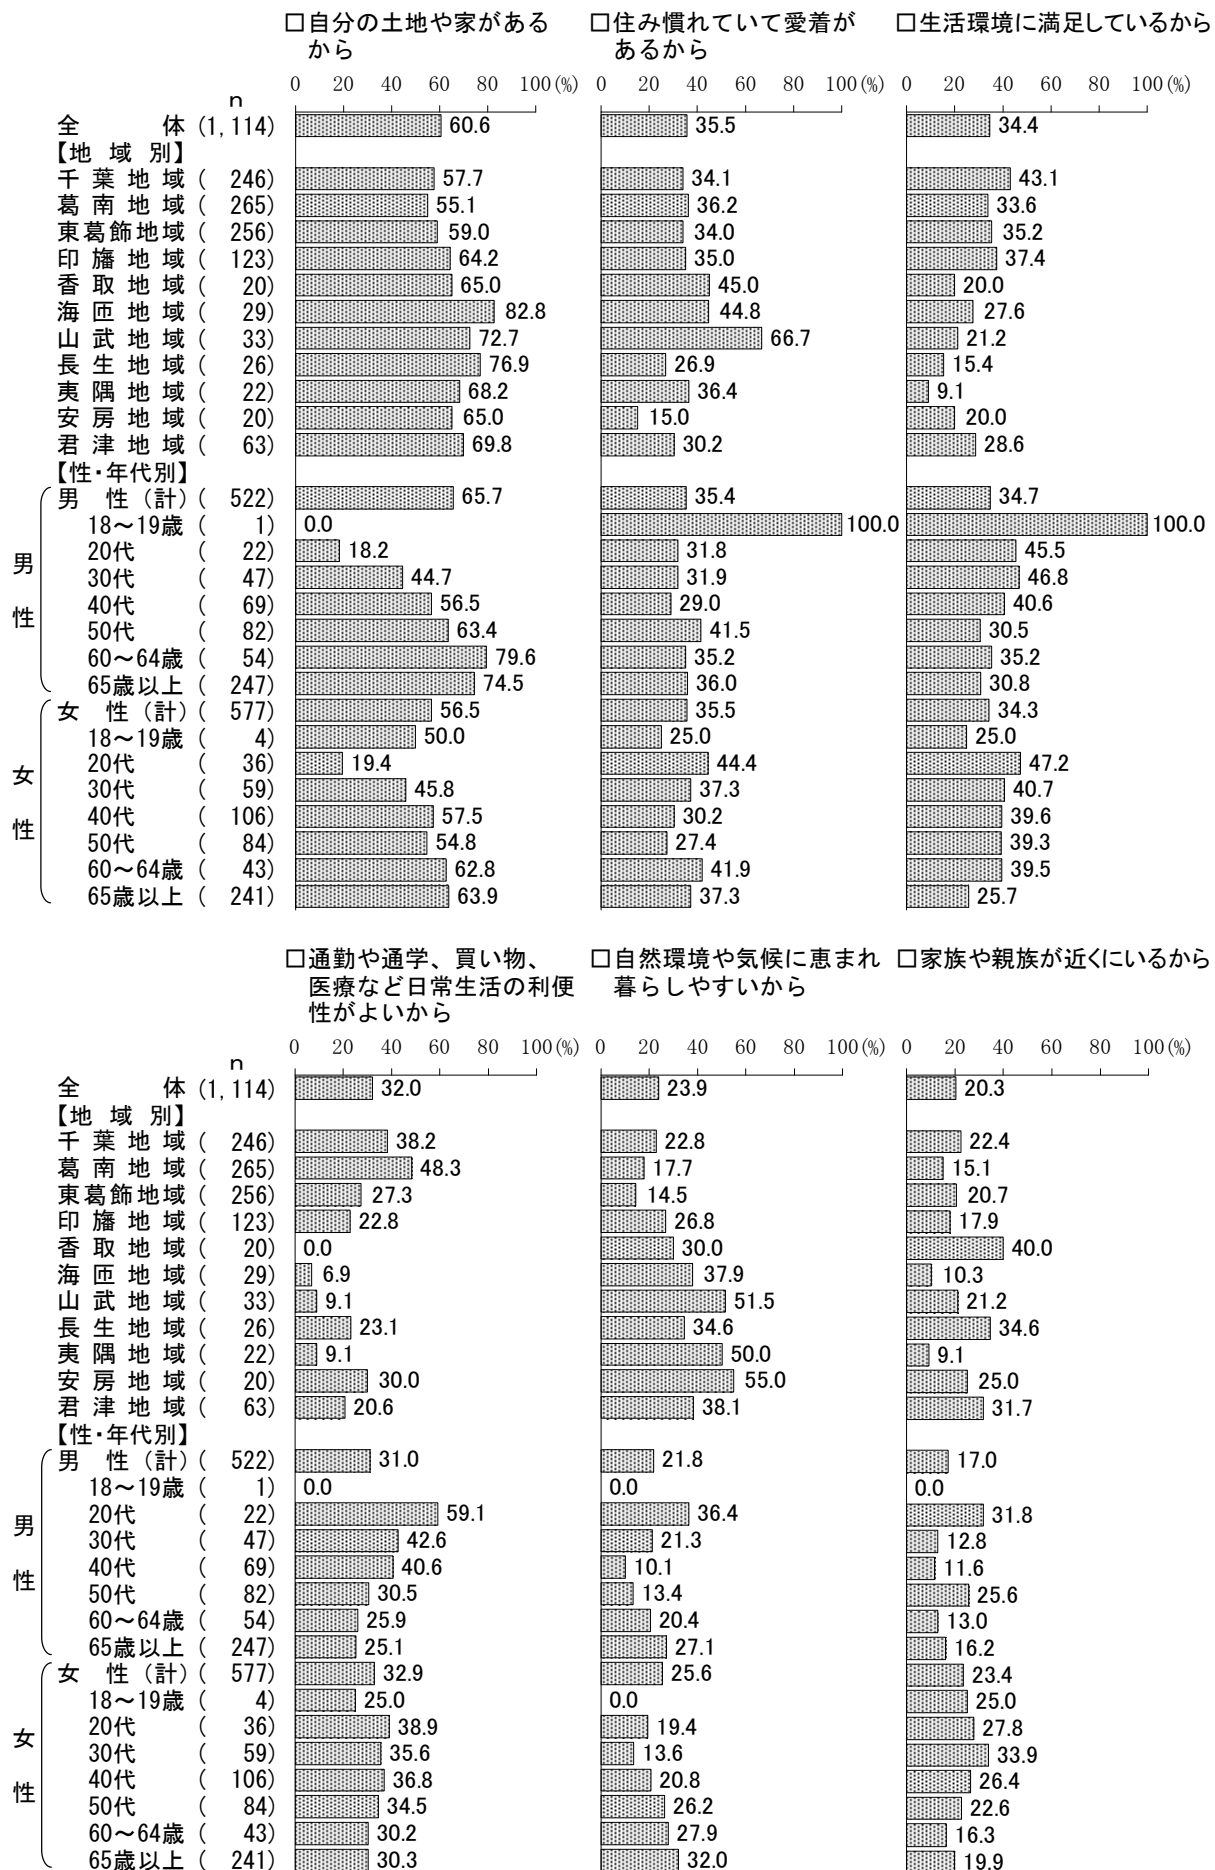 □自分の土地や家がある
から
□住み慣れていて愛着が
あるから
□生活環境に満足しているから
0 20 40 60 80 100(%) 0 20 40 60 80 100(%) 0 20 40 60 80 100(%)
n
全体 (1,114) 60.6 35.5 34.4
【地域別】
千葉地域 ( 246) 57.7 34.1 43.1
葛南地域 ( 265) 55.1 36.2 33.6
東葛飾地域 ( 256) 59.0 34.0 35.2
印旛地域 ( 123) 64.2 35.0 37.4
香取地域 ( 20) 65.0 45.0 20.0
海匝地域 ( 29) 82.8 44.8 27.6
山武地域 ( 33) 72.7 66.7 21.2
長生地域 ( 26) 76.9 26.9 15.4
夷隅地域 ( 22) 68.2 36.4 9.1
安房地域 ( 20) 65.0 15.0 20.0
君津地域 ( 63) 69.8 30.2 28.6
【性・年代別】
男性
男 性(計) ( 522) 65.7 35.4 34.7
18～19歳 ( 1) 0.0 100.0 100.0
20代 ( 22) 18.2 31.8 45.5
30代 ( 47) 44.7 31.9 46.8
40代 ( 69) 56.5 29.0 40.6
50代 ( 82) 63.4 41.5 30.5
60～64歳 ( 54) 79.6 35.2 35.2
65歳以上 ( 247) 74.5 36.0 30.8
女性
女 性(計) ( 577) 56.5 35.5 34.3
18～19歳 ( 4) 50.0 25.0 25.0
20代 ( 36) 19.4 44.4 47.2
30代 ( 59) 45.8 37.3 40.7
40代 ( 106) 57.5 30.2 39.6
50代 ( 84) 54.8 27.4 39.3
60～64歳 ( 43) 62.8 41.9 39.5
65歳以上 ( 241) 63.9 37.3 25.7
□通勤や通学、買い物、
医療など日常生活の利便
性がよいから
□自然環境や気候に恵まれ
暮らしやすいから
□家族や親族が近くにいるから
0 20 40 60 80 100(%) 0 20 40 60 80 100(%) 0 20 40 60 80 100(%)
n
全体 (1,114) 32.0 23.9 20.3
【地域別】
千葉地域 ( 246) 38.2 22.8 22.4
葛南地域 ( 265) 48.3 17.7 15.1
東葛飾地域 ( 256) 27.3 14.5 20.7
印旛地域 ( 123) 22.8 26.8 17.9
香取地域 ( 20) 0.0 30.0 40.0
海匝地域 ( 29) 6.9 37.9 10.3
山武地域 ( 33) 9.1 51.5 21.2
長生地域 ( 26) 23.1 34.6 34.6
夷隅地域 ( 22) 9.1 50.0 9.1
安房地域 ( 20) 30.0 55.0 25.0
君津地域 ( 63) 20.6 38.1 31.7
【性・年代別】
男性
男 性(計) ( 522) 31.0 21.8 17.0
18～19歳 ( 1) 0.0 0.0 0.0
20代 ( 22) 59.1 36.4 31.8
30代 ( 47) 42.6 21.3 12.8
40代 ( 69) 40.6 10.1 11.6
50代 ( 82) 30.5 13.4 25.6
60～64歳 ( 54) 25.9 20.4 13.0
65歳以上 ( 247) 25.1 27.1 16.2
女性
女 性(計) ( 577) 32.9 25.6 23.4
18～19歳 ( 4) 25.0 0.0 25.0
20代 ( 36) 38.9 19.4 27.8
30代 ( 59) 35.6 13.6 33.9
40代 ( 106) 36.8 20.8 26.4
50代 ( 84) 34.5 26.2 22.6
60～64歳 ( 43) 30.2 27.9 16.3
65歳以上 ( 241) 30.3 32.0 19.9